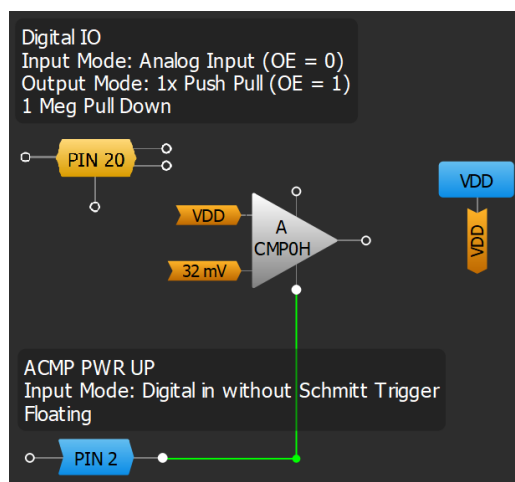 Digital IO
Input Mode: Analog Input (OE = 0)
Output Mode: 1x Push Pull (OE = 1)
1 Meg Pull Down
PIN 20
VDD
A
CMP0H
32 mV
VDD
VDD
ACMP PWR UP
Input Mode: Digital in without Schmitt Trigger
Floating
PIN 2